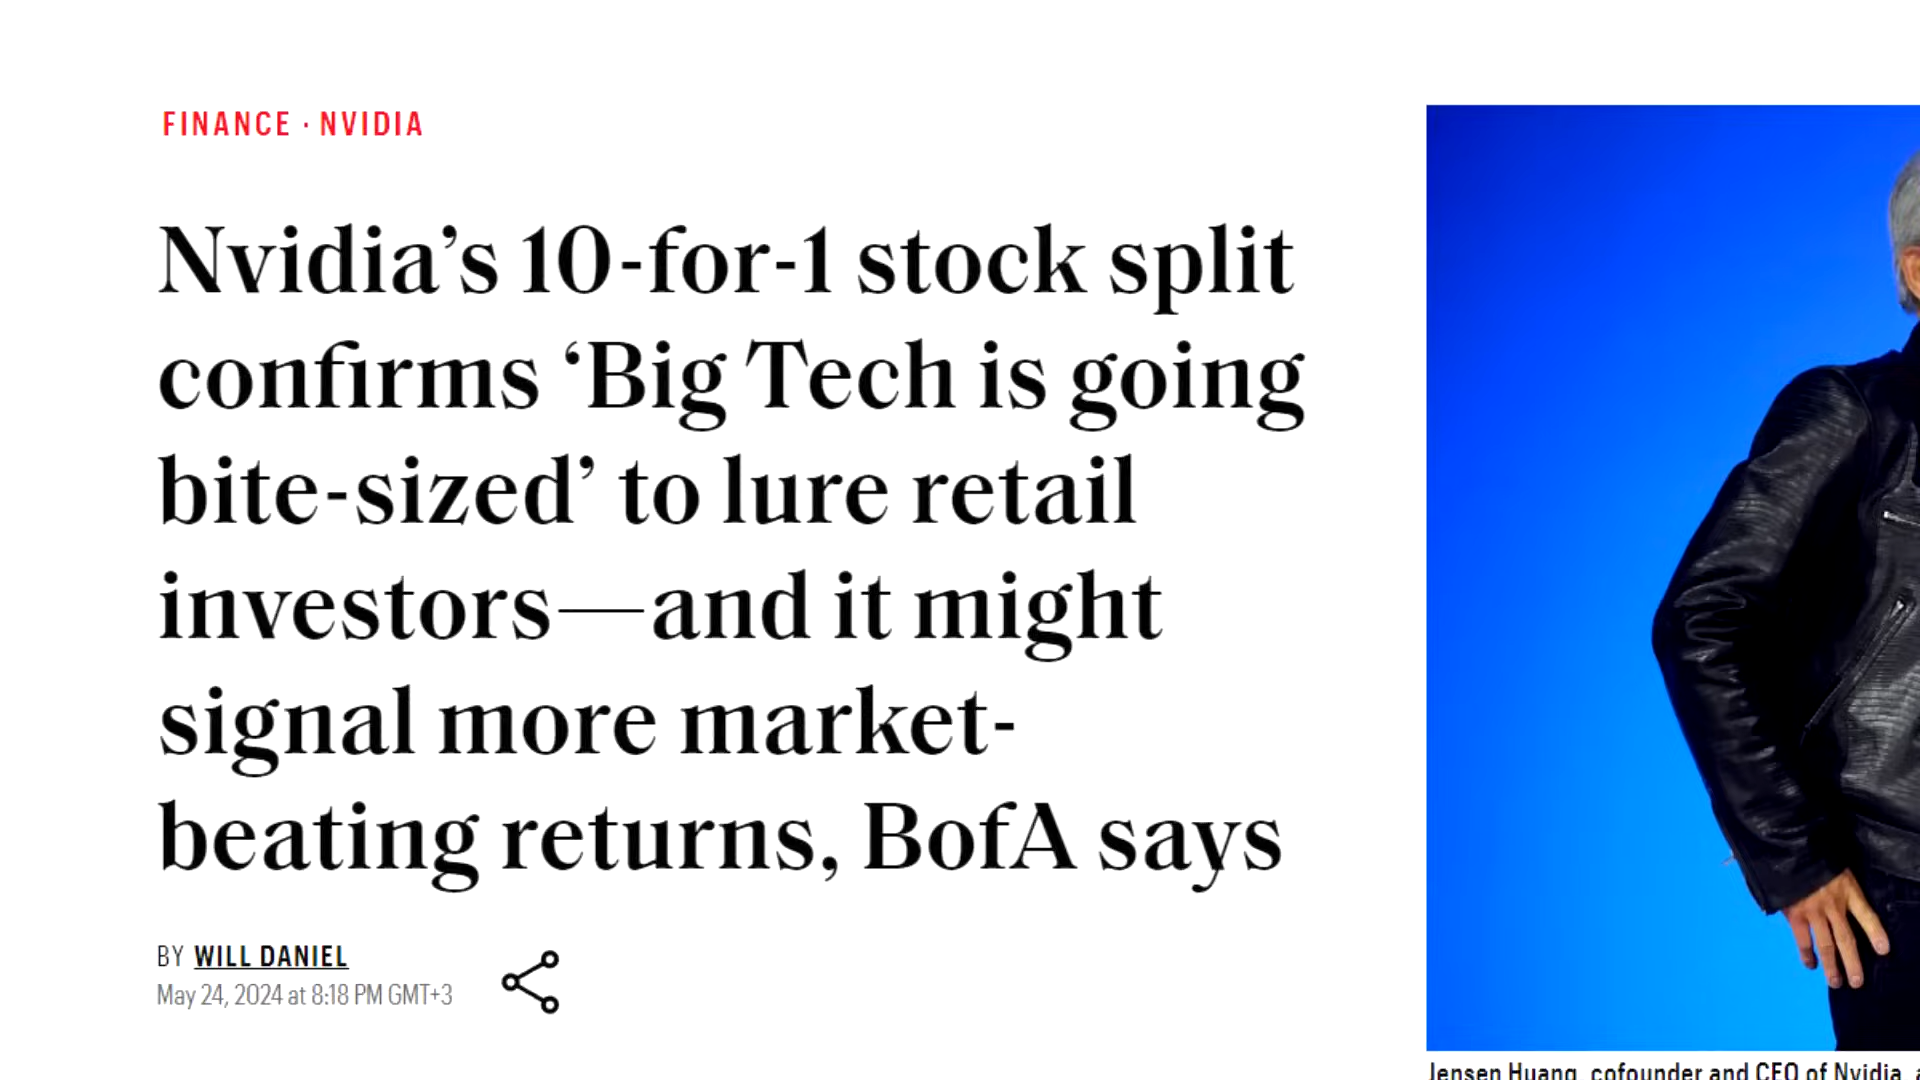 FINANCE · NVIDIA
Nvidia’s 10-for-1 stock split
confirms ‘Big Tech is going
bite-sized’ to lure retail
investors—and it might
signal more market-
beating returns, BofA says
BY WILL DANIEL
May 24, 2024 at 8:18 PM GMT+3
Jensen Huang, cofounder and CEO of Nvidia,